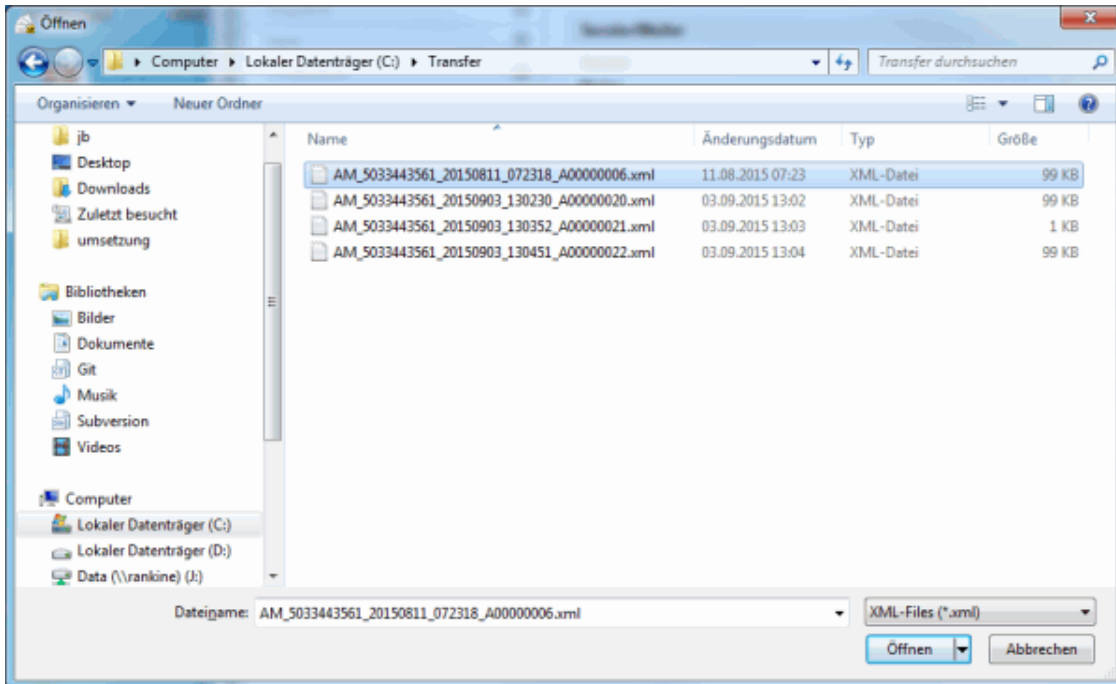 Öffnen
Computer Lokaler Datenträger (C:) Transfer
Transfer durchsuchen
Organisieren Neuer Ordner
jb
Desktop
Downloads
Zuletzt besucht
umsetzung
Bibliotheken
Bilder
Dokumente
Git
Musik
Subversion
Videos
Computer
Lokaler Datenträger (C:)
Lokaler Datenträger (D:)
Data (\\rankine) (J:)
Name Änderungsdatum Typ Größe
AM_5033443561_20150811_072318_A00000006.xml 11.08.2015 07:23 XML-Datei 99 KB
AM_5033443561_20150903_130230_A00000020.xml 03.09.2015 13:02 XML-Datei 99 KB
AM_5033443561_20150903_130352_A00000021.xml 03.09.2015 13:03 XML-Datei 1 KB
AM_5033443561_20150903_130451_A00000022.xml 03.09.2015 13:04 XML-Datei 99 KB
Dateiname: AM_5033443561_20150811_072318_A00000006.xml XML-Files (*.xml)
Öffnen Abbrechen